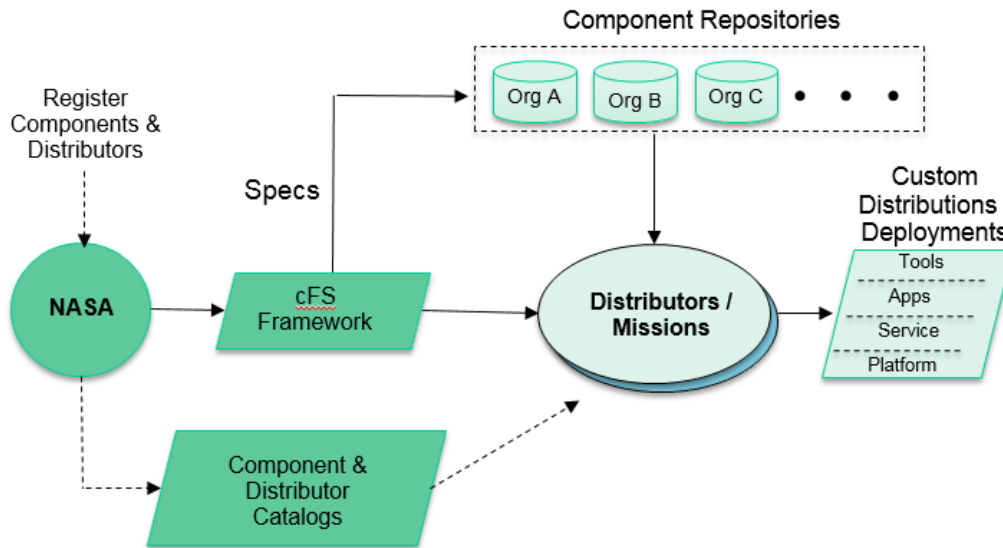 Component Repositories
Org A
Org B
Org C
Register
Components &
Distributors
Specs
Custom
Distributions
Deployments
Tools
Apps
Service
Platform
NASA
cFS
Framework
Distributors /
Missions
Component &
Distributor
Catalogs